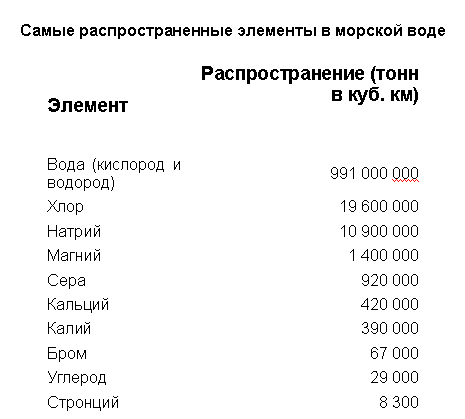 Самые распространенные элементы в морской воде
Распространение (тонн
в куб. км)
Элемент
Вода (кислород и
водород) 991 000 000
Хлор 19 600 000
Натрий 10 900 000
Магний 1 400 000
Сера 920 000
Кальций 420 000
Калий 390 000
Бром 67 000
Углерод 29 000
Стронций 8 300